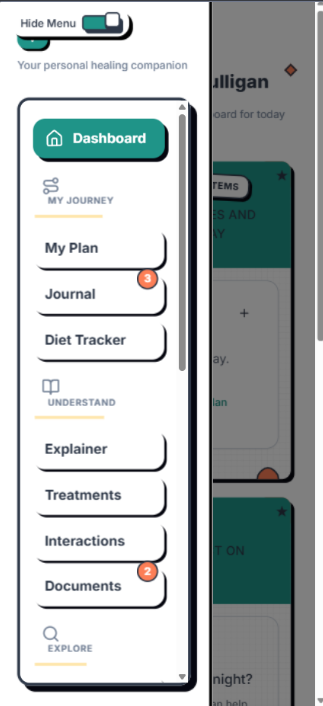 Hide Menu
Your personal healing companion
Dashboard
MY JOURNEY
My Plan
3
Journal
Diet Tracker
UNDERSTAND
Explainer
Treatments
Interactions
2
Documents
EXPLORE
ulligan
oard for today
TEMS
ES AND
AY
+
ay.
lan
T ON
night?
an help